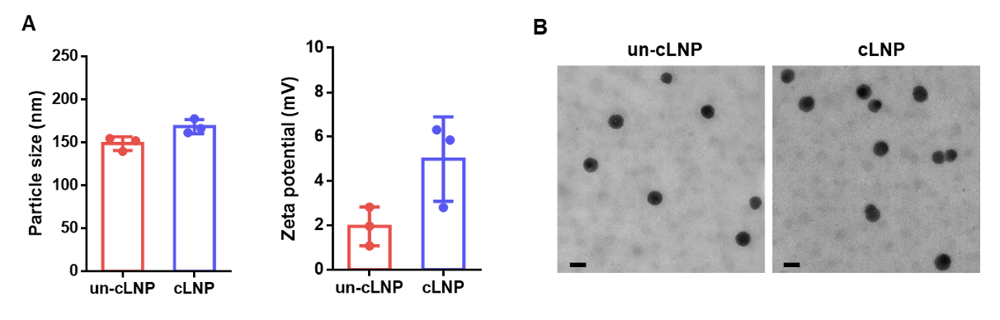 A
Particle size (nm)
250
200
150
100
50
0
un-cLNP
cLNP
Zeta potential (mV)
10
8
6
4
2
0
un-cLNP
cLNP
B
un-cLNP
cLNP